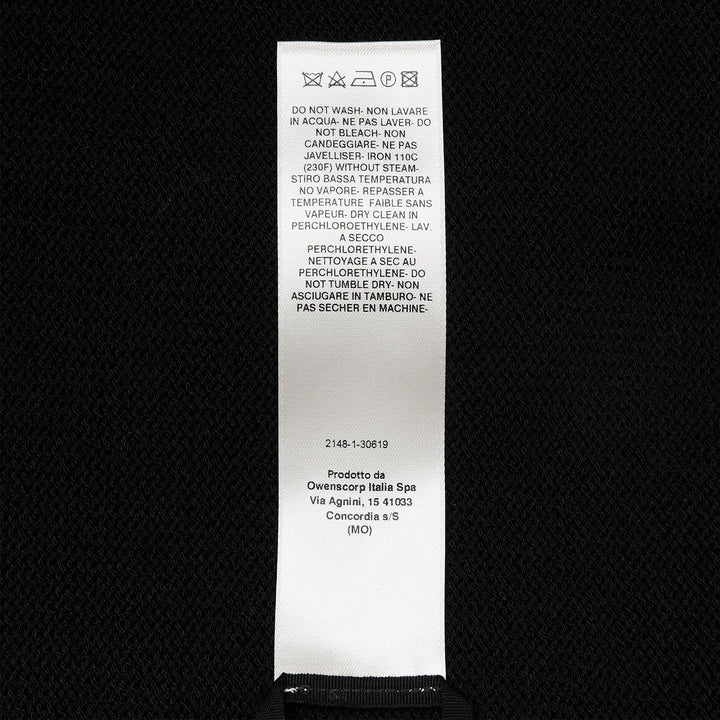 P
DO NOT WASH- NON LAVARE
IN ACQUA- NE PAS LAVER- DO
NOT BLEACH- NON
CANDEGGIARE- NE PAS
JAVELLISER- IRON 110C
(230F) WITHOUT STEAM-
STIRO BASSA TEMPERATURA
NO VAPORE- REPASSER A
TEMPERATURE FAIBLE SANS
VAPEUR- DRY CLEAN IN
PERCHLOROETHYLENE- LAV.
A SECCO
PERCHLORETHYLENE-
NETTOYAGE A SEC AU
PERCHLORETHYLENE- DO
NOT TUMBLE DRY- NON
ASCIUGARE IN TAMBURO- NE
PAS SECHER EN MACHINE-
2148-1-30619
Prodotto da
Owenscorp Italia Spa
Via Agnini, 15 41033
Concordia s/S
(MO)